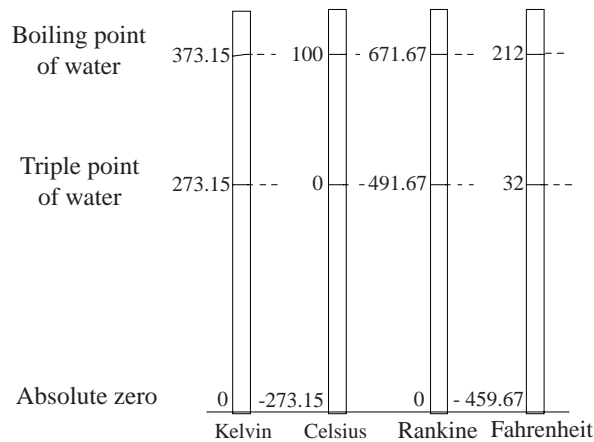 Boiling point
of water
373.15 100 671.67 212
Triple point
of water
273.15 0 491.67 32
Absolute zero
0 -273.15 0 - 459.67
Kelvin Celsius Rankine Fahrenheit